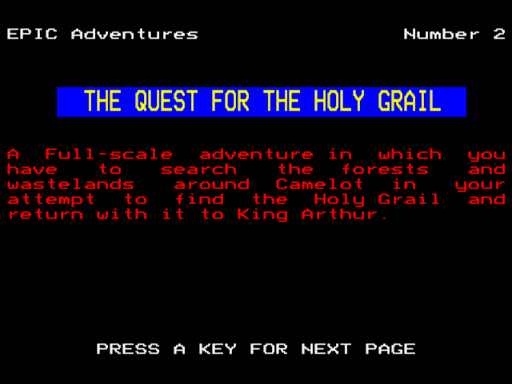 EPIC Adventures Number 2
THE QUEST FOR THE HOLY GRAIL
A Full-scale adventure in which you
have to search the forests and
wastelands around Camelot in your
attempt to find the Holy Grail and
return with it to King Arthur.
PRESS A KEY FOR NEXT PAGE